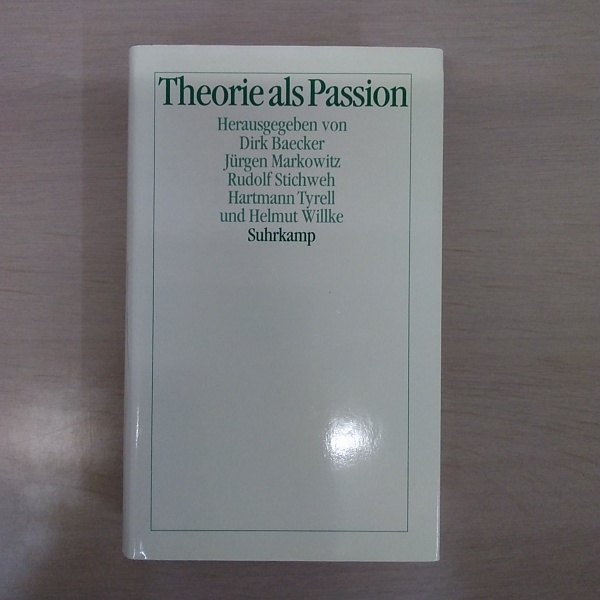 Theorie als Passion
Herausgegeben von
Dirk Baecker
Jürgen Markowitz
Rudolf Stichweh
Hartmann Tyrell
und Helmut Willke
Suhrkamp